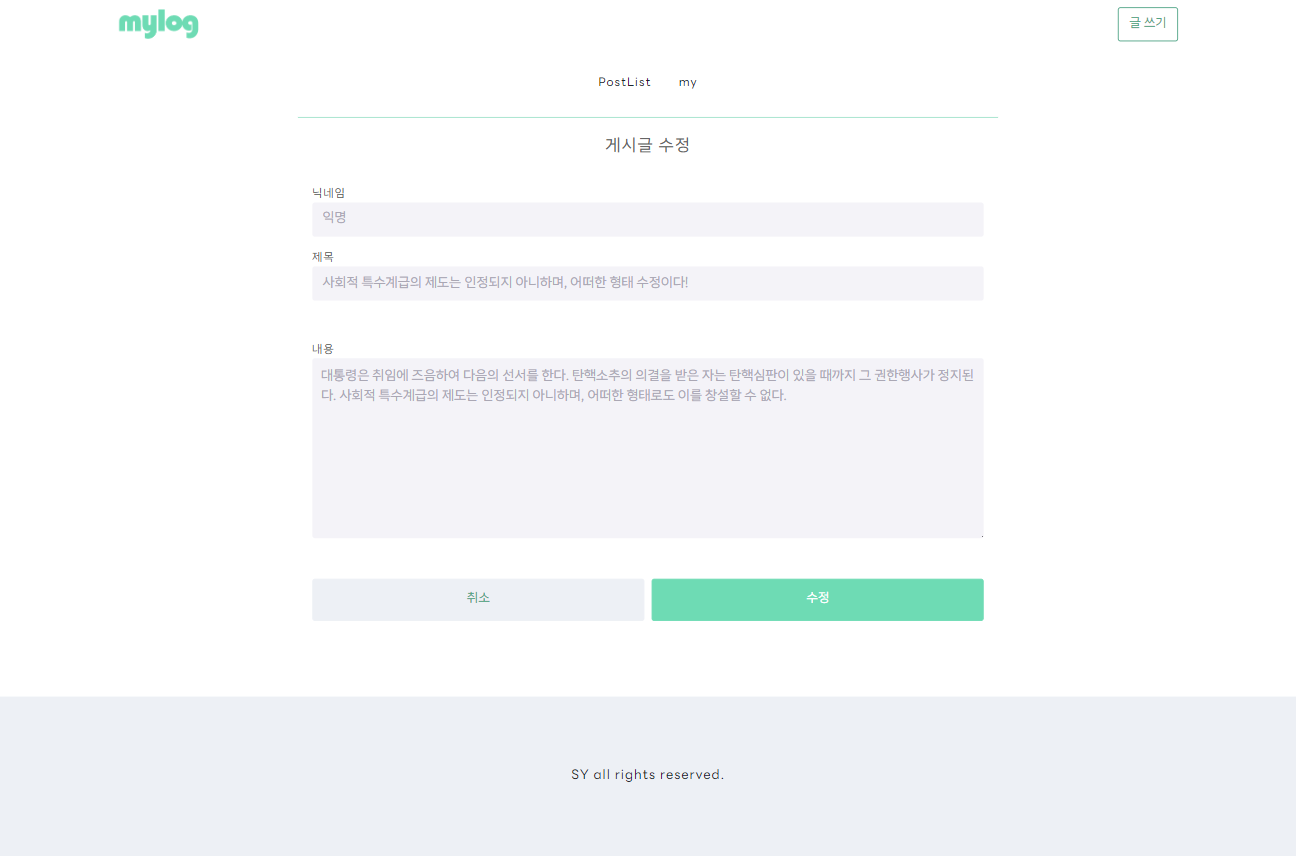 mylog
글 쓰기
PostList my
게시글 수정
닉네임
익명
제목
사회적 특수계급의 제도는 인정되지 아니하며, 어떠한 형태 수정이다!
내용
대통령은 취임에 즈음하여 다음의 선서를 한다. 탄핵소추의 의결을 받은 자는 탄핵심판이 있을 때까지 그 권한행사가 정지된
다. 사회적 특수계급의 제도는 인정되지 아니하며, 어떠한 형태로도 이를 창설할 수 없다.
취소 수정
SY all rights reserved.